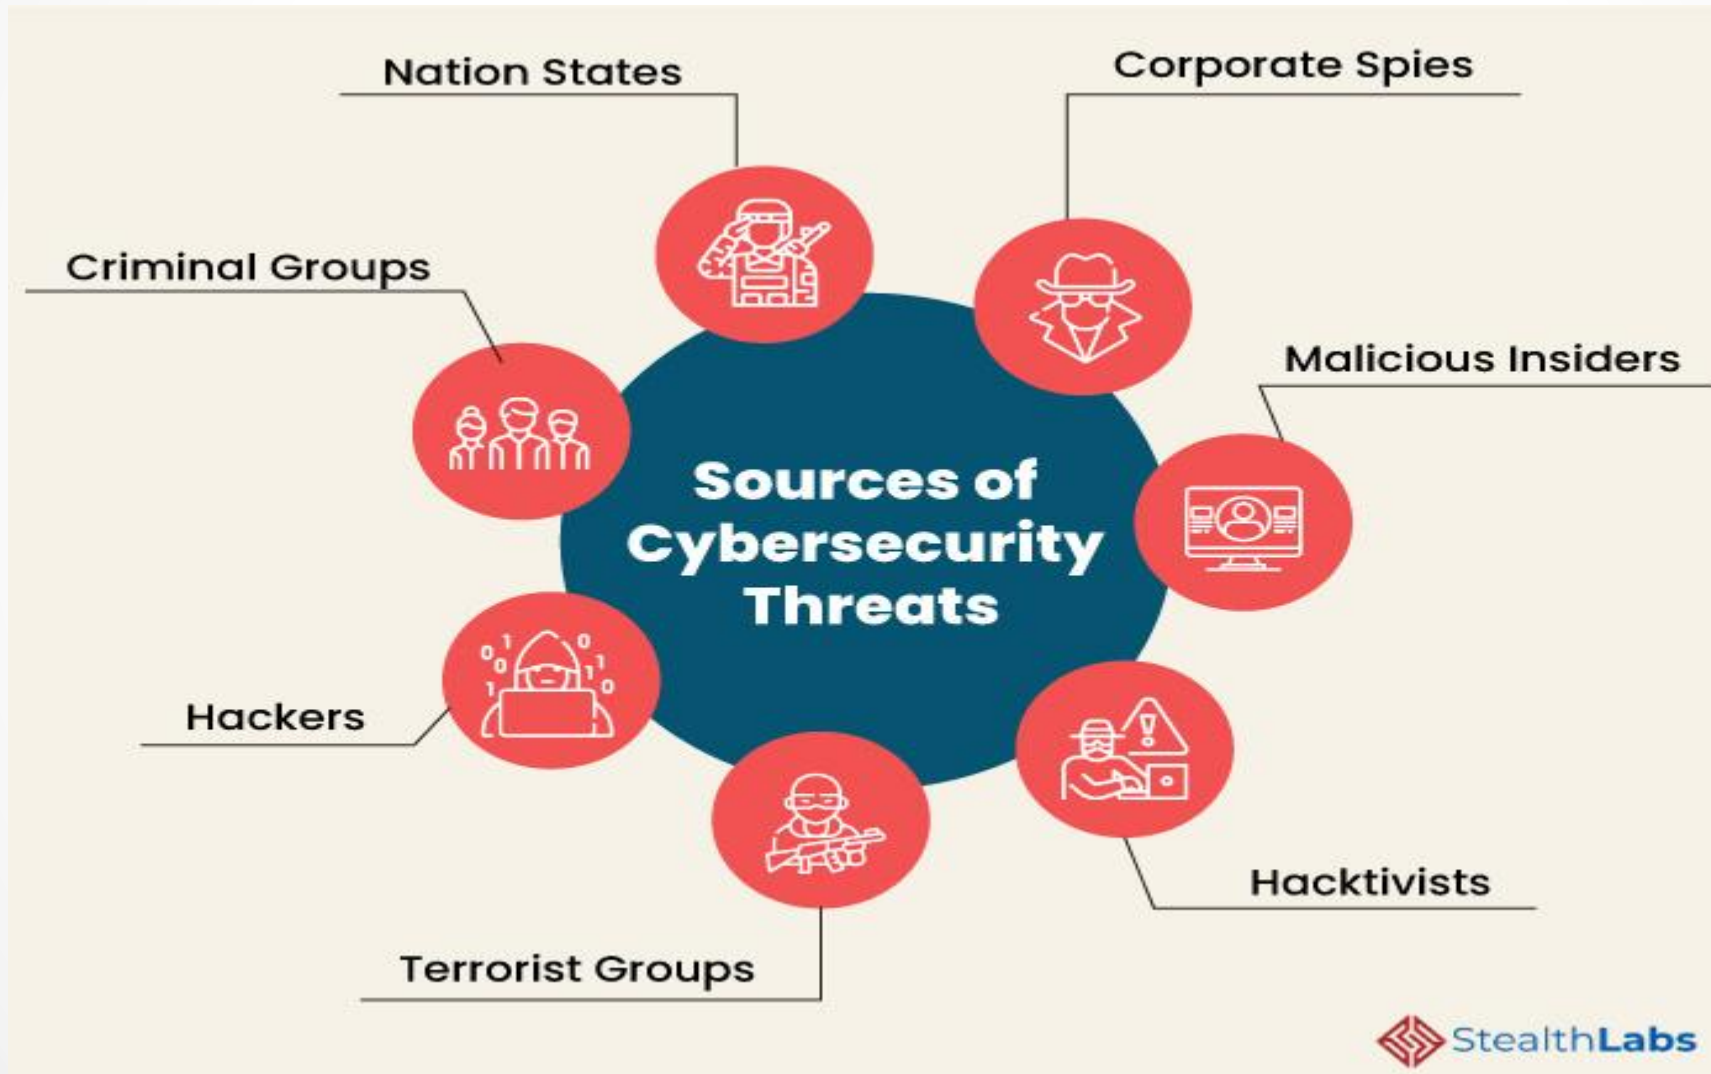 Nation States
Corporate Spies
Criminal Groups
Malicious Insiders
Sources of
Cybersecurity
Threats
Hackers
Hacktivists
Terrorist Groups
StealthLabs